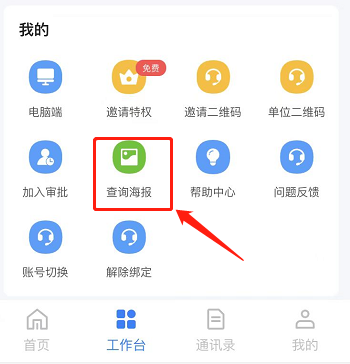 我的
免费
电脑端 邀请特权 邀请二维码 单位二维码
加入审批 查询海报 帮助中心 问题反馈
账号切换 解除绑定
首页 工作台 通讯录 我的